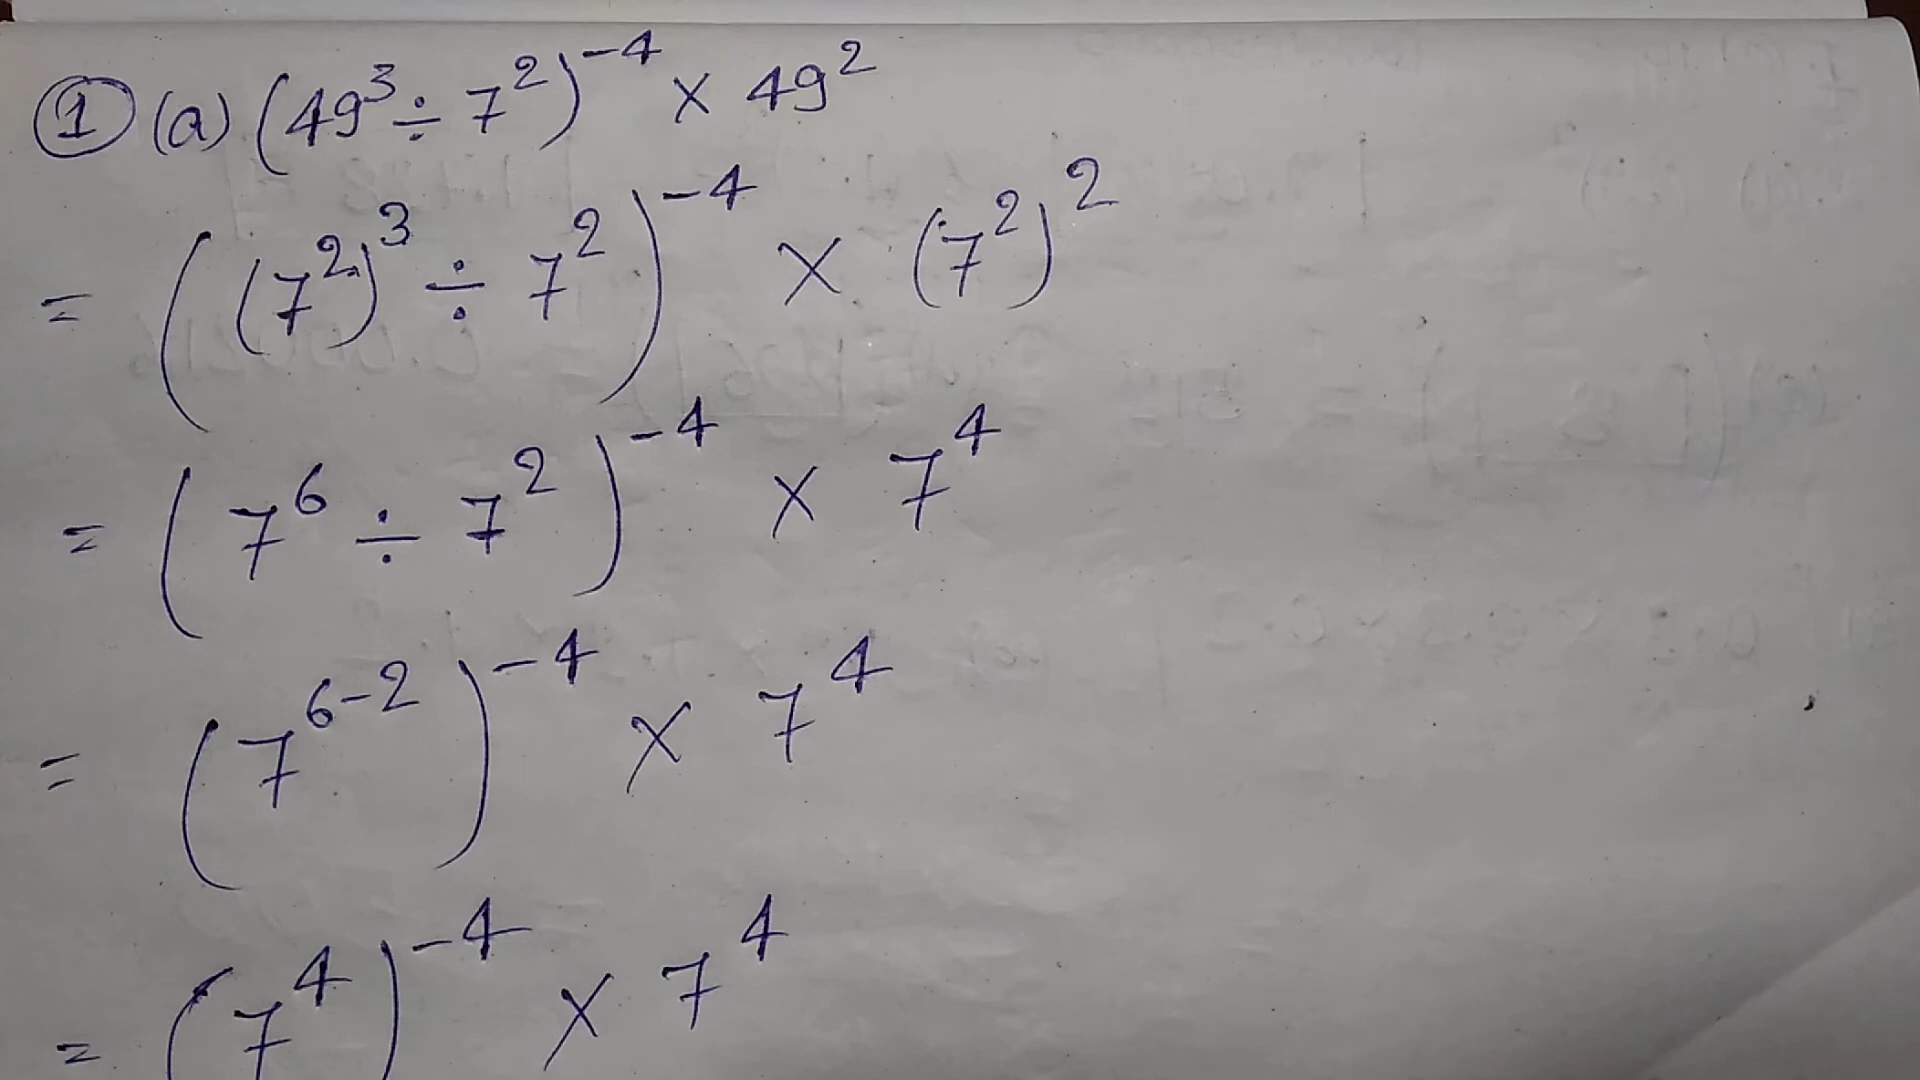 ① (a) (49³ ÷ 7²)⁻⁴ × 49²
= ((7²)³ ÷ 7²)⁻⁴ × (7²)²
= (7⁶ ÷ 7²)⁻⁴ × 7⁴
= (7⁶⁻²)⁻⁴ × 7⁴
= (7⁴)⁻⁴ × 7⁴